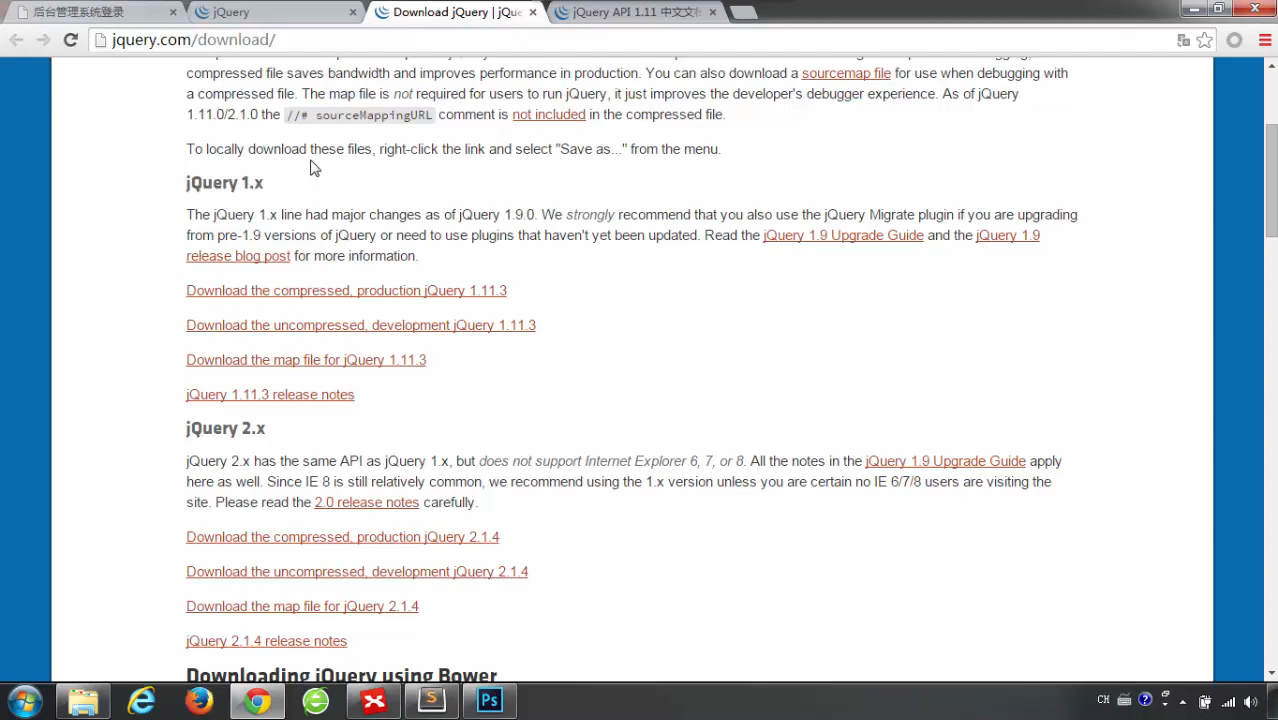 后台管理系统登录
jQuery
Download jQuery | jQue
jQuery API 1.11 中文文档
jquery.com/download/
compressed file saves bandwidth and improves performance in production. You can also download a sourcemap file for use when debugging with
a compressed file. The map file is not required for users to run jQuery, it just improves the developer's debugger experience. As of jQuery
1.11.0/2.1.0 the //# sourceMappingURL comment is not included in the compressed file.
To locally download these files, right-click the link and select "Save as..." from the menu.
jQuery 1.x
The jQuery 1.x line had major changes as of jQuery 1.9.0. We strongly recommend that you also use the jQuery Migrate plugin if you are upgrading
from pre-1.9 versions of jQuery or need to use plugins that haven't yet been updated. Read the jQuery 1.9 Upgrade Guide and the jQuery 1.9
release blog post for more information.
Download the compressed, production jQuery 1.11.3
Download the uncompressed, development jQuery 1.11.3
Download the map file for jQuery 1.11.3
jQuery 1.11.3 release notes
jQuery 2.x
jQuery 2.x has the same API as jQuery 1.x, but does not support Internet Explorer 6, 7, or 8. All the notes in the jQuery 1.9 Upgrade Guide apply
here as well. Since IE 8 is still relatively common, we recommend using the 1.x version unless you are certain no IE 6/7/8 users are visiting the
site. Please read the 2.0 release notes carefully.
Download the compressed, production jQuery 2.1.4
Download the uncompressed, development jQuery 2.1.4
Download the map file for jQuery 2.1.4
jQuery 2.1.4 release notes
Downloading jQuery using Bower
S
Ps
CH